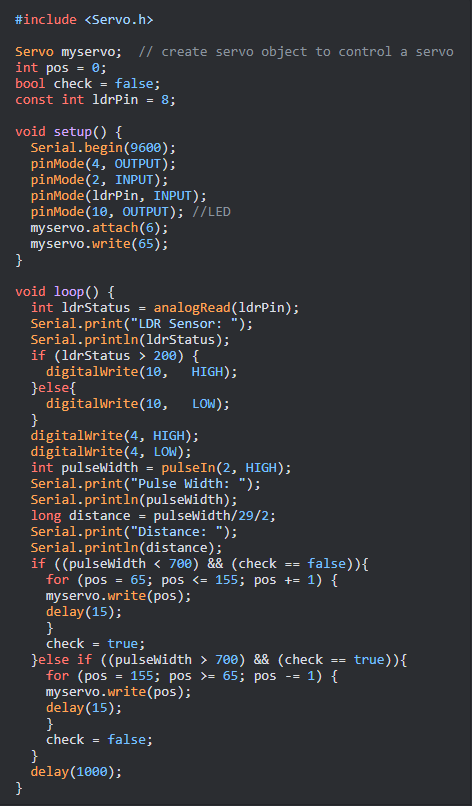 #include <Servo.h>

Servo myservo;  // create servo object to control a servo
int pos = 0;
bool check = false;
const int ldrPin = 8;

void setup() {
  Serial.begin(9600);
  pinMode(4, OUTPUT);
  pinMode(2, INPUT);
  pinMode(ldrPin, INPUT);
  pinMode(10, OUTPUT); //LED
  myservo.attach(6);
  myservo.write(65);
}

void loop() {
  int ldrStatus = analogRead(ldrPin);
  Serial.print("LDR Sensor: ");
  Serial.println(ldrStatus);
  if (ldrStatus > 200) {
    digitalWrite(10,   HIGH);
  }else{
    digitalWrite(10,   LOW);
  }
  digitalWrite(4, HIGH);
  digitalWrite(4, LOW);
  int pulseWidth = pulseIn(2, HIGH);
  Serial.print("Pulse Width: ");
  Serial.println(pulseWidth);
  long distance = pulseWidth/29/2;
  Serial.print("Distance: ");
  Serial.println(distance);
  if ((pulseWidth < 700) && (check == false)){
    for (pos = 65; pos <= 155; pos += 1) {
    myservo.write(pos);
    delay(15);
    }
    check = true;
  }else if ((pulseWidth > 700) && (check == true)){
    for (pos = 155; pos >= 65; pos -= 1) {
    myservo.write(pos);
    delay(15);
    }
    check = false;
  }
  delay(1000);
}